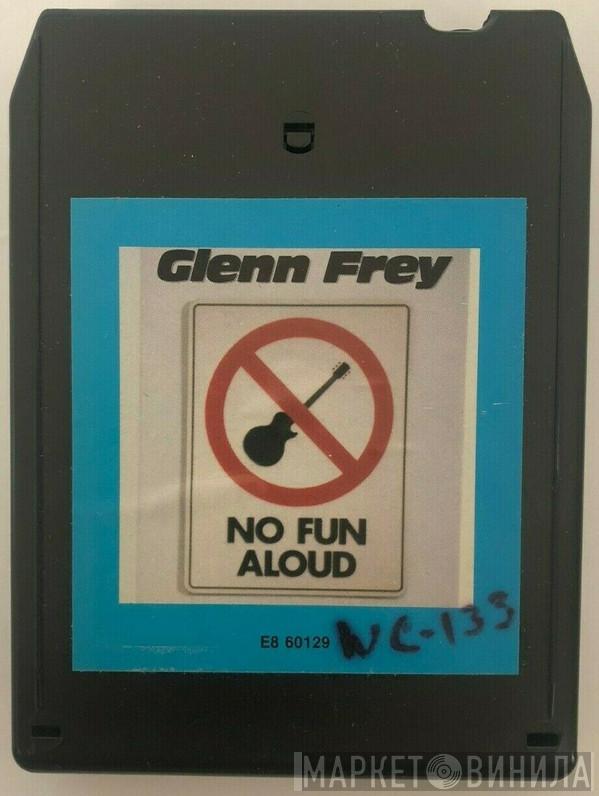 Glenn Frey
NO FUN
ALOUD
E8 60129
WC-133
МАРКЕТ ВИНИЛА